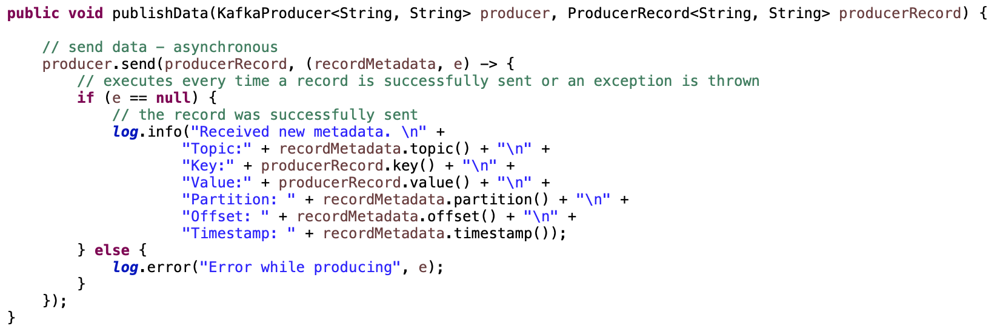 public void publishData(KafkaProducer<String, String> producer, ProducerRecord<String, String> producerRecord) {
// send data – asynchronous
producer.send(producerRecord, (recordMetadata, e) -> {
// executes every time a record is successfully sent or an exception is thrown
if (e == null) {
// the record was successfully sent
log.info("Received new metadata. \n" +
"Topic:" + recordMetadata.topic() + "\n" +
"Key:" + producerRecord.key() + "\n" +
"Value:" + producerRecord.value() + "\n" +
"Partition: " + recordMetadata.partition() + "\n" +
"Offset: " + recordMetadata.offset() + "\n" +
"Timestamp: " + recordMetadata.timestamp());
} else {
log.error("Error while producing", e);
}
});
}